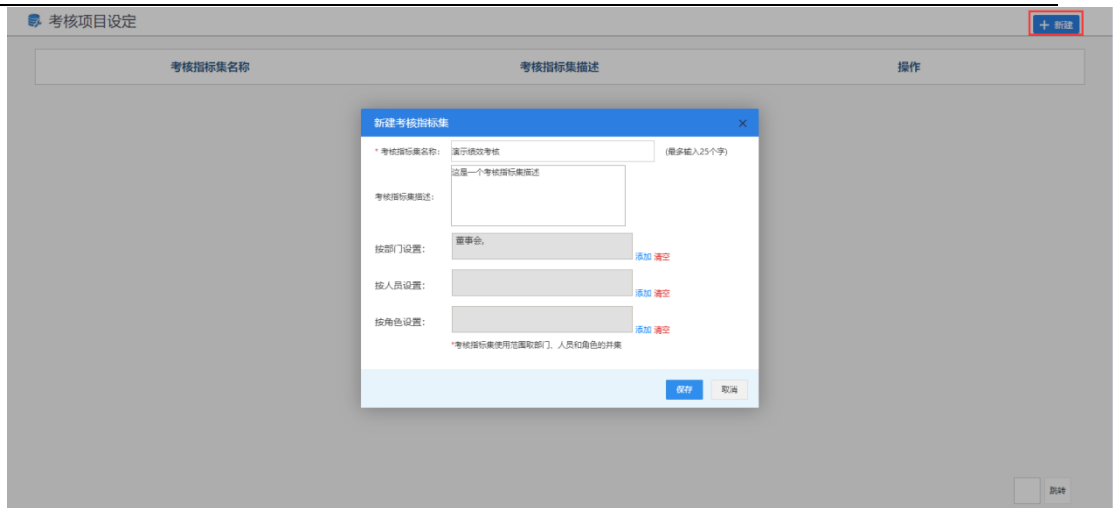 考核项目设定
+ 新建
考核指标集名称 考核指标集描述 操作
新建考核指标集 ×
* 考核指标集名称: 演示绩效考核 (最多输入25个字)
考核指标集描述: 这是一个考核指标集描述
按部门设置: 董事会, 添加 清空
按人员设置: 添加 清空
按角色设置: 添加 清空
*考核指标集使用范围取部门、人员和角色的并集
保存 取消
跳转